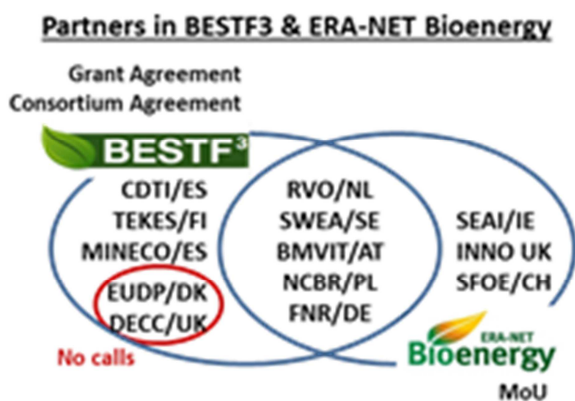 Partners in BESTF3 & ERA-NET Bioenergy
Grant Agreement
Consortium Agreement
BESTF³
CDTI/ES
TEKES/FI
MINECO/ES
EUDP/DK
DECC/UK
No calls
RVO/NL
SWEA/SE
BMVIT/AT
NCBR/PL
FNR/DE
SEAI/IE
INNO UK
SFOE/CH
ERA-NET
Bioenergy
MoU